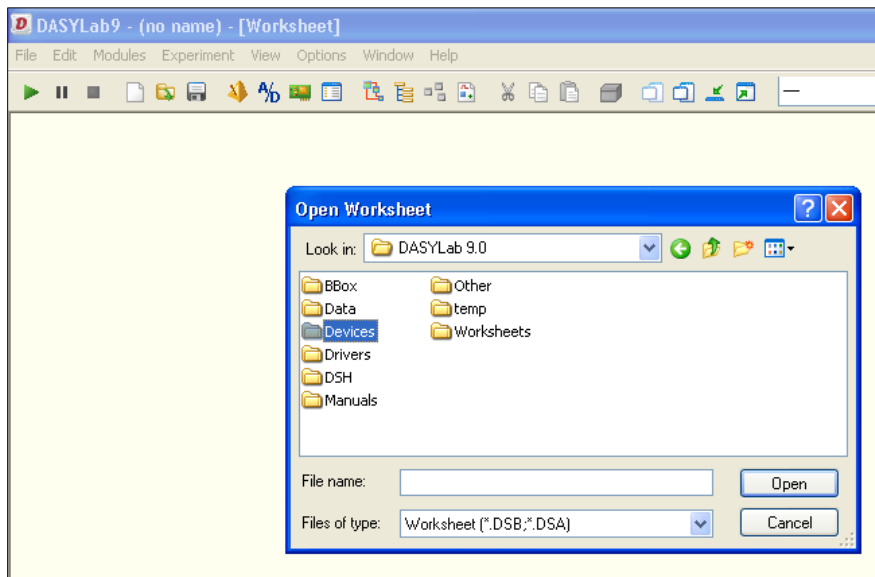 DASYLab9 - (no name) - [Worksheet]
File Edit Modules Experiment View Options Window Help
A/D
Open Worksheet
Look in: DASYLab 9.0
BBox Other
Data temp
Devices Worksheets
Drivers
DSH
Manuals
File name: Open
Files of type: Worksheet (*.DSB;*.DSA) Cancel